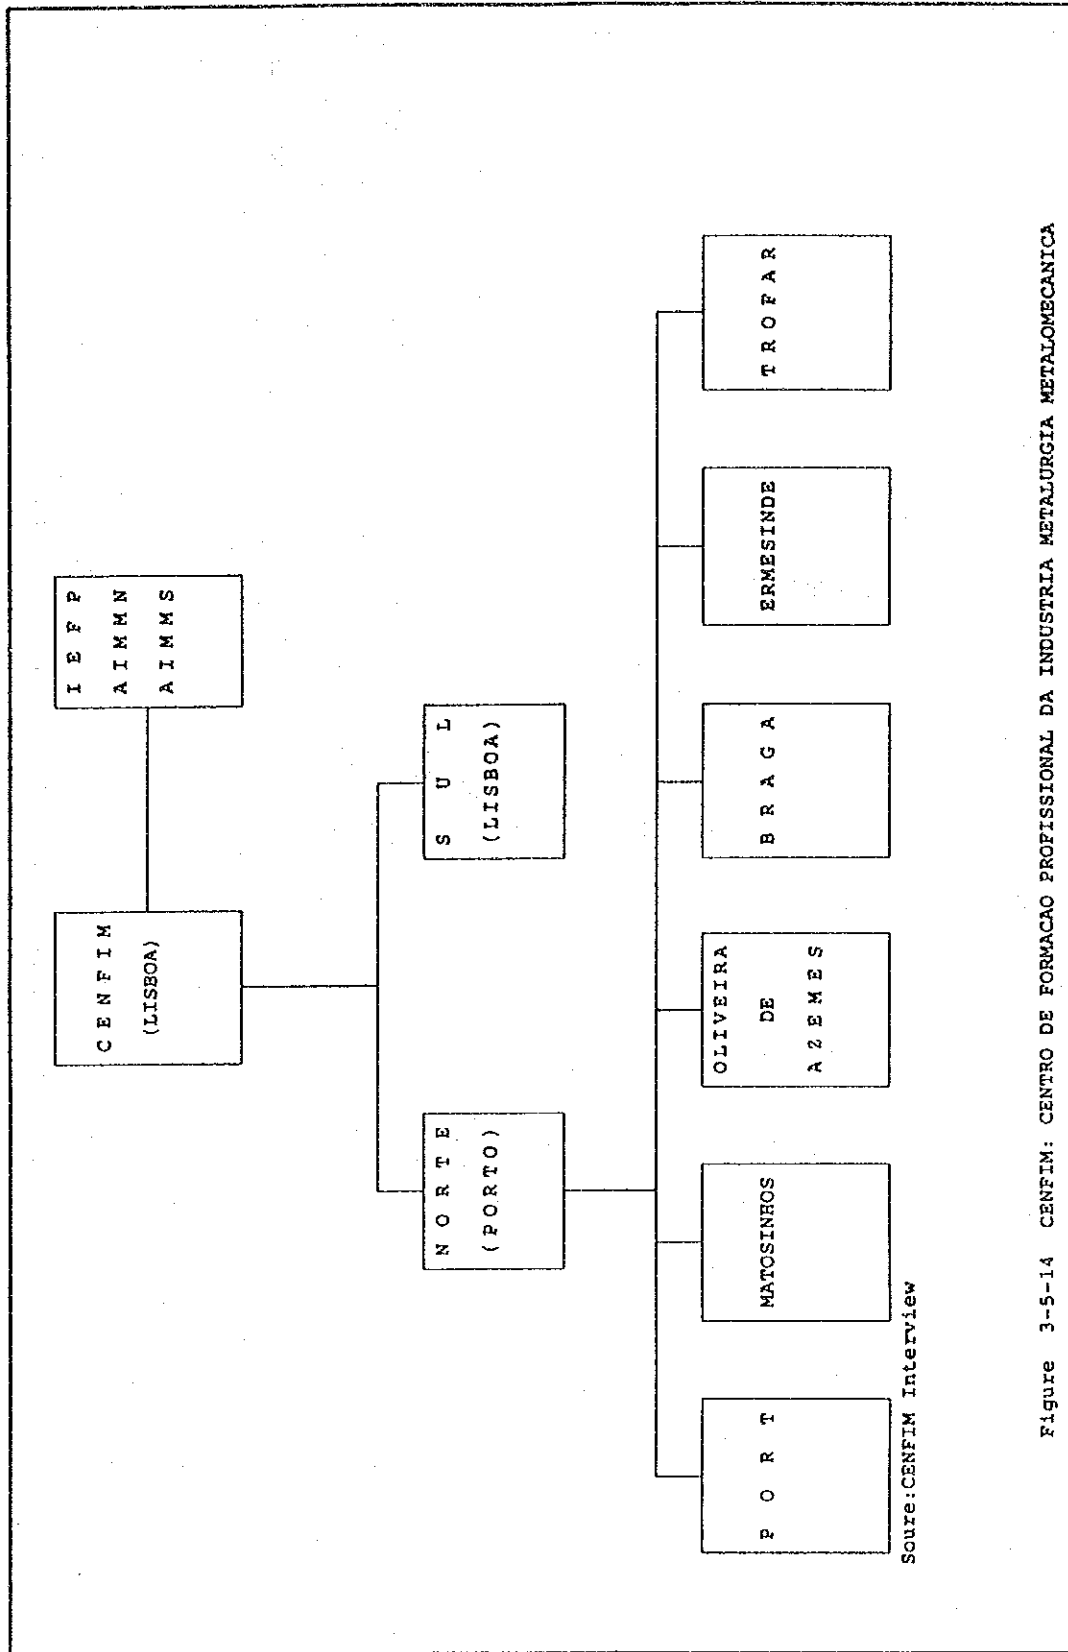 CENFIM
(LISBOA)
IEFP
AIMMN
AIMMS
NORTE
(PORTO)
SUL
(LISBOA)
PORT
MATOSINHOS
OLIVEIRA
DE
AZEMES
BRAGA
ERMESINDE
TROFAR
Soure:CENFIM Interview
Figure 3-5-14 CENFIM: CENTRO DE FORMACAO PROFISSIONAL DA INDUSTRIA METALURGIA METALOMECANICA